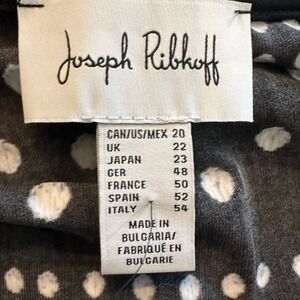 Joseph Ribkoff
CAN/US/MEX 20
UK 22
JAPAN 23
GER 48
FRANCE 50
SPAIN 52
ITALY 54
MADE IN
BULGARIA/
FABRIQUÉ EN
BULGARIE